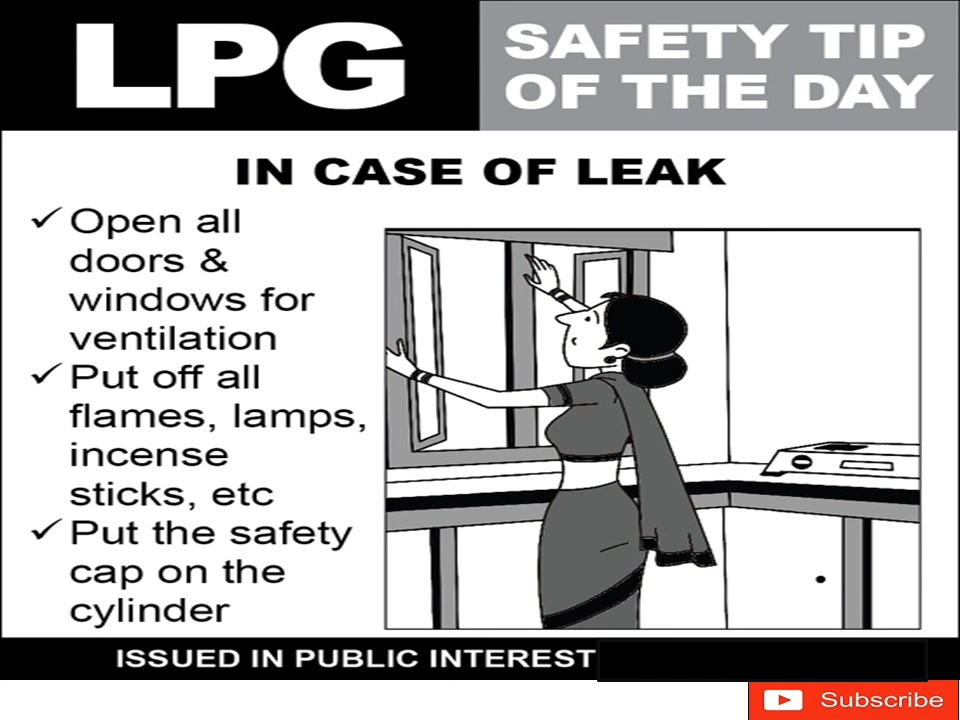 LPG
SAFETY TIP
OF THE DAY
IN CASE OF LEAK
✓ Open all
doors &
windows for
ventilation
✓ Put off all
flames, lamps,
incense
sticks, etc
✓ Put the safety
cap on the
cylinder
ISSUED IN PUBLIC INTEREST
Subscribe